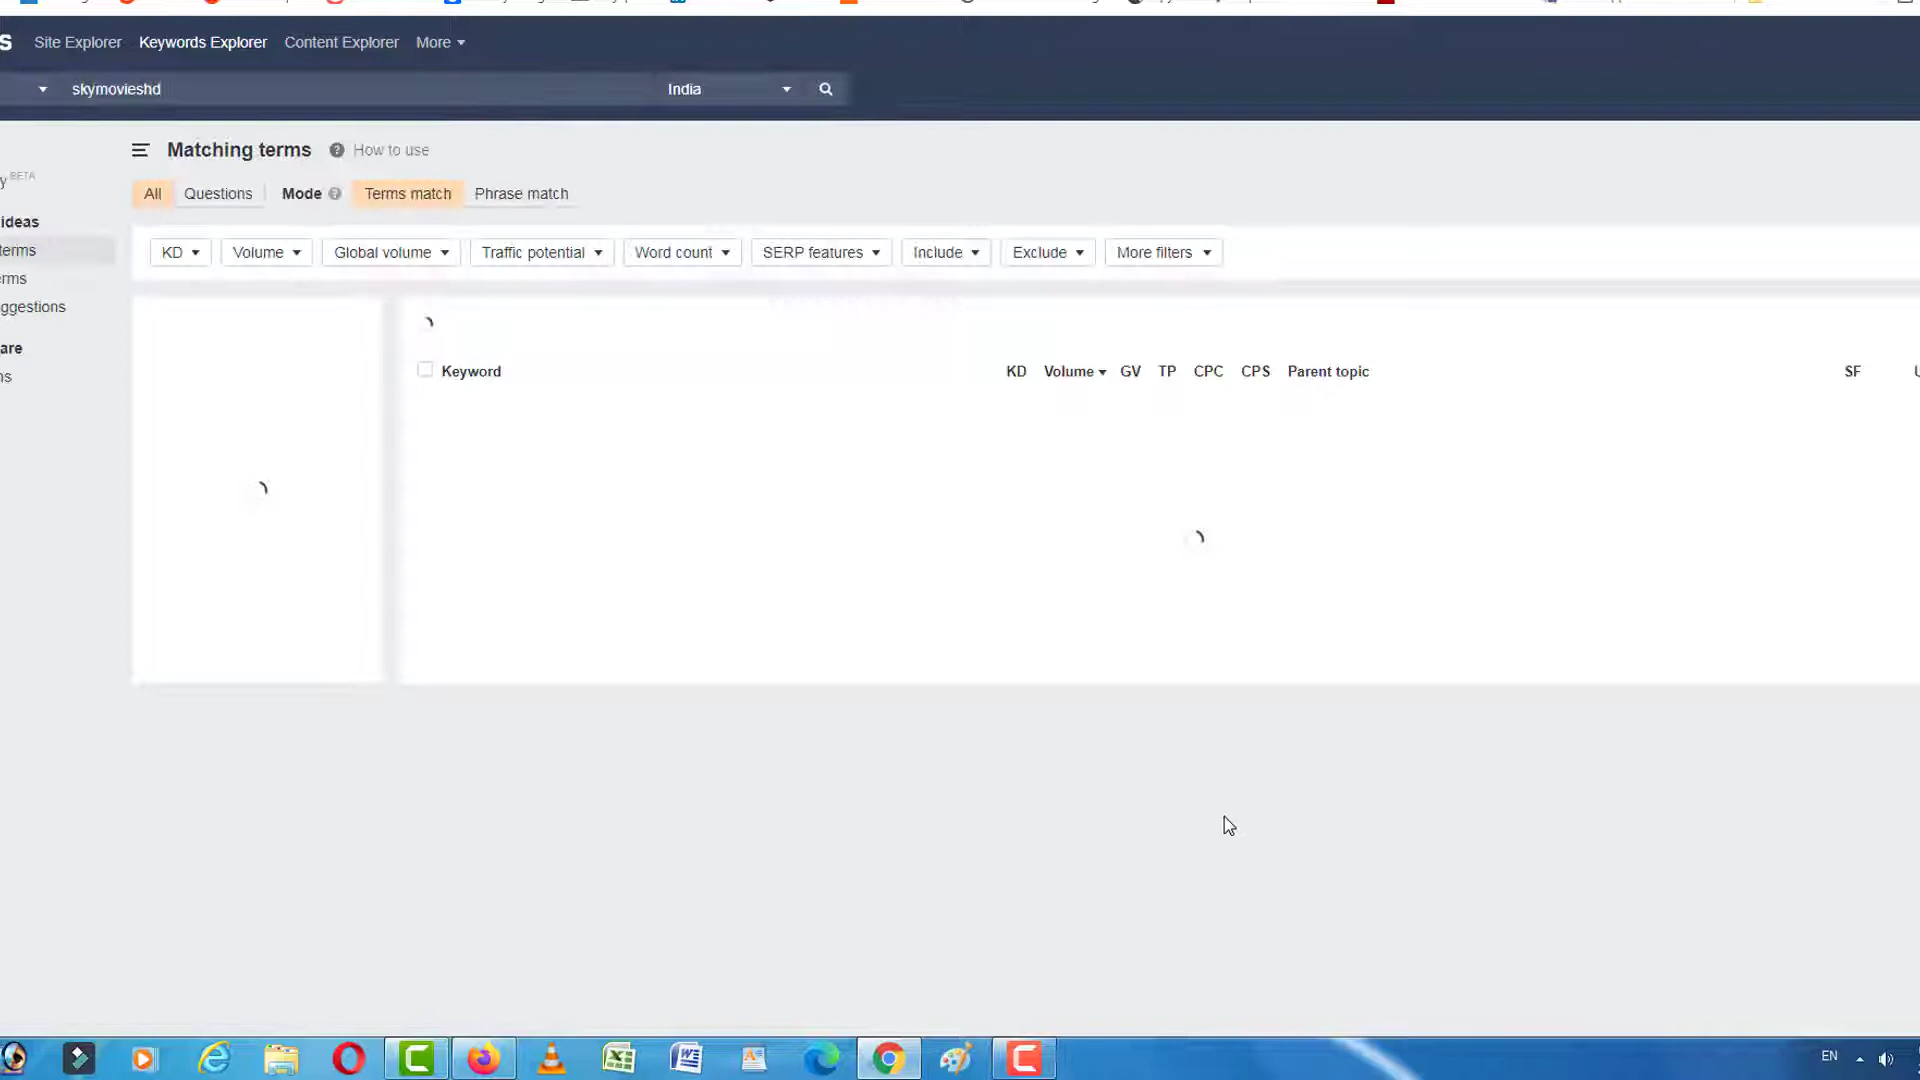 s Site Explorer Keywords Explorer Content Explorer More
skymovieshd India
Matching terms How to use
y BETA
All Questions Mode Terms match Phrase match
ideas
terms
KD Volume Global volume Traffic potential Word count SERP features Include Exclude More filters
erms
ggestions
are
ns
Keyword KD Volume GV TP CPC CPS Parent topic SF U
EN